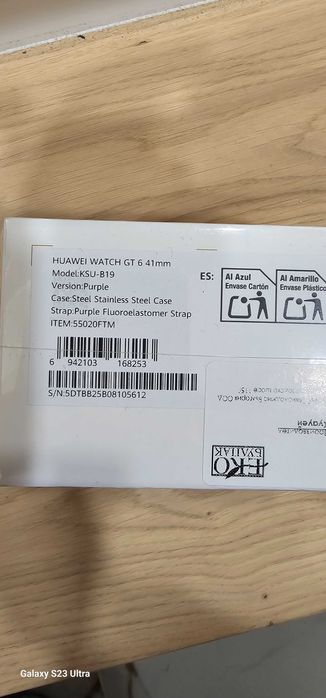 HUAWEI WATCH GT 6 41mm
Model:KSU-B19
Version:Purple
Case:Steel Stainless Steel Case
Strap:Purple Fluoroelastomer Strap
ITEM:55020FTM
6 942103 168253
S/N:5DTBB25B08105612
ES:
Al Azul
Envase Cartón
Al Amarillo
Envase Plástico
ЕКО
БУЛПАК
Хуауей
Galaxy S23 Ultra